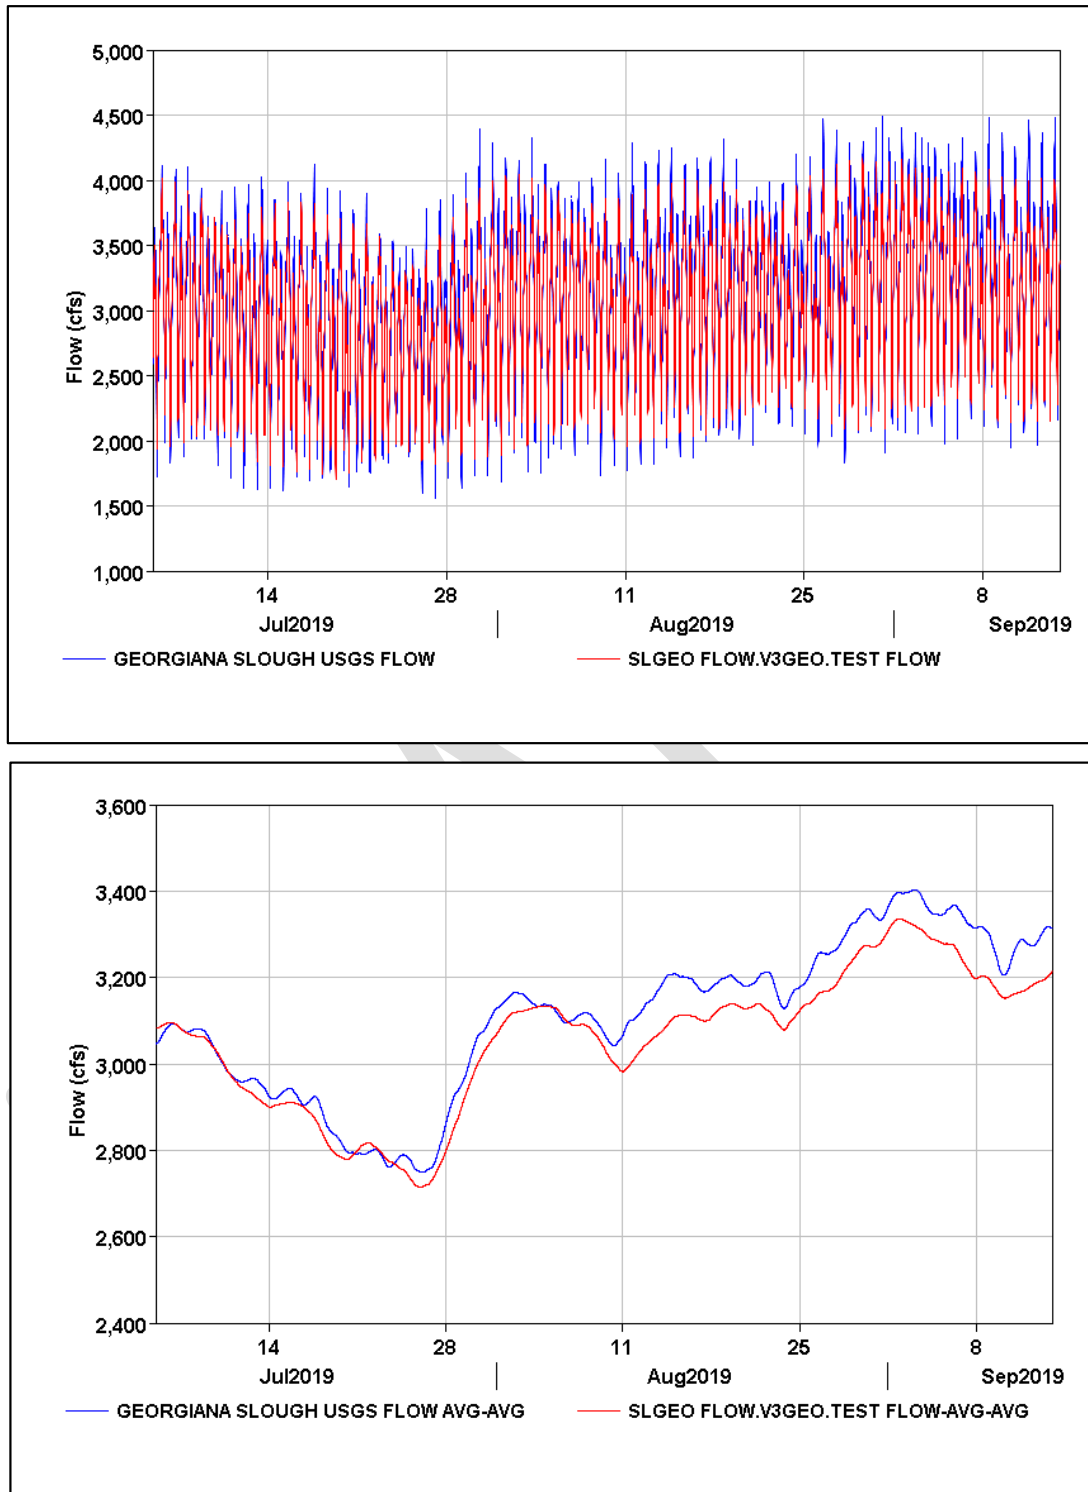 5,000
4,500
4,000
3,500
3,000
2,500
2,000
1,500
1,000
Flow (cfs)
14 28 11 25 8
Jul2019 Aug2019 Sep2019
GEORGIANA SLOUGH USGS FLOW SLGEO FLOW.V3GEO.TEST FLOW
3,600
3,400
3,200
3,000
2,800
2,600
2,400
Flow (cfs)
14 28 11 25 8
Jul2019 Aug2019 Sep2019
GEORGIANA SLOUGH USGS FLOW AVG-AVG SLGEO FLOW.V3GEO.TEST FLOW-AVG-AVG